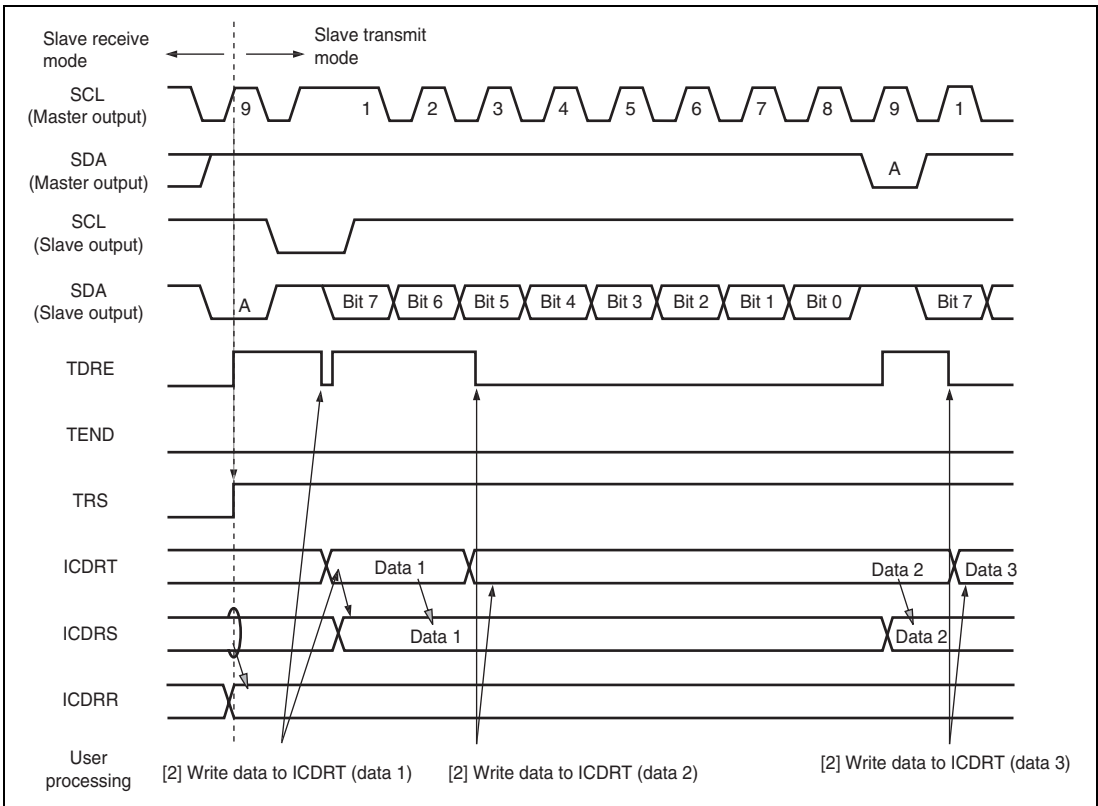 Slave receive
mode
Slave transmit
mode
SCL
(Master output)
9 1 2 3 4 5 6 7 8 9 1
SDA
(Master output)
A
SCL
(Slave output)
SDA
(Slave output)
A Bit 7 Bit 6 Bit 5 Bit 4 Bit 3 Bit 2 Bit 1 Bit 0 Bit 7
TDRE
TEND
TRS
ICDRT
Data 1 Data 2 Data 3
ICDRS
Data 1 Data 2
ICDRR
User
processing
[2] Write data to ICDRT (data 1) [2] Write data to ICDRT (data 2) [2] Write data to ICDRT (data 3)